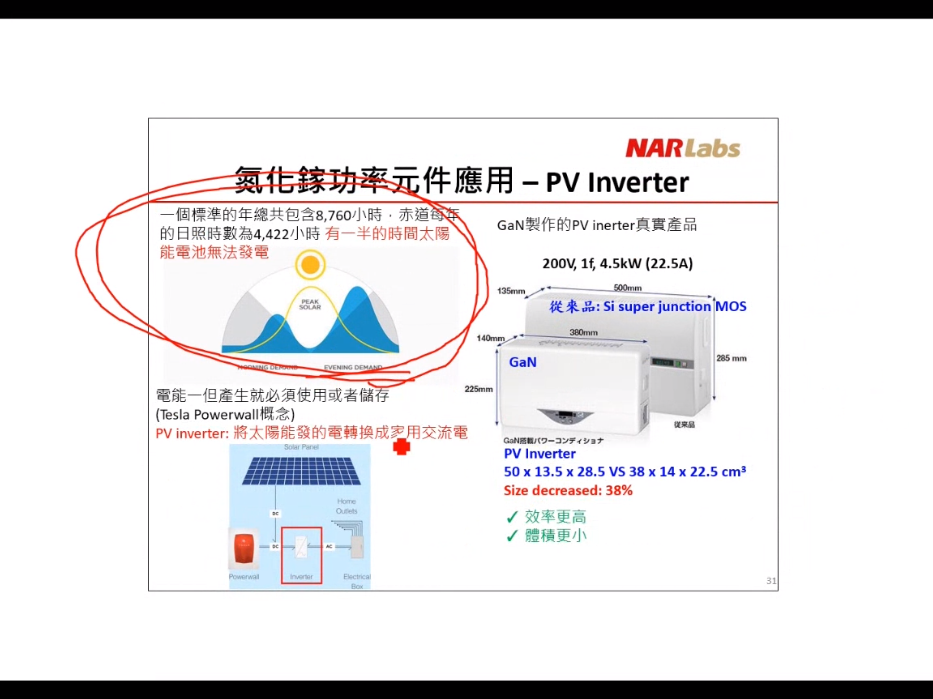 NARLabs
氮化鎵功率元件應用 – PV Inverter
一個標準的年總共包含8,760小時，赤道每年
的日照時數為4,422小時 有一半的時間太陽
能電池無法發電
PEAK
SOLAR
MORNING DEMAND
EVENING DEMAND
電能一但產生就必須使用或者儲存
(Tesla Powerwall概念)
PV inverter: 將太陽能發的電轉換成家用交流電
Solar Panel
DC
Home
Outlets
DC
AC
Powerwall
Inverter
Electrical
Box
GaN製作的PV inerter真實產品
200V, 1f, 4.5kW (22.5A)
135mm
500mm
從來品: Si super junction MOS
140mm
380mm
GaN
285 mm
225mm
従来品
GaN搭載パワーコンディショナ
PV Inverter
50 x 13.5 x 28.5 VS 38 x 14 x 22.5 cm³
Size decreased: 38%
✓ 效率更高
✓ 體積更小
31